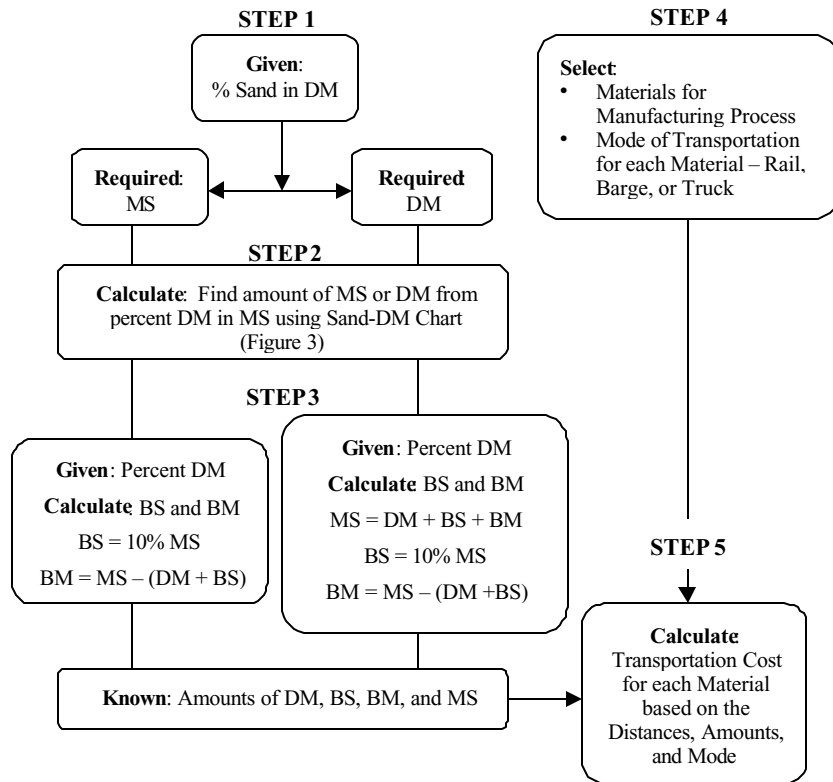 STEP 1
Given:
% Sand in DM
Required:
MS
Required:
DM
STEP 2
Calculate: Find amount of MS or DM from
percent DM in MS using Sand-DM Chart
(Figure 3)
STEP 3
Given: Percent DM
Calculate: BS and BM
BS = 10% MS
BM = MS – (DM + BS)
Given: Percent DM
Calculate: BS and BM
MS = DM + BS + BM
BS = 10% MS
BM = MS – (DM +BS)
Known: Amounts of DM, BS, BM, and MS
STEP 4
Select:
• Materials for
Manufacturing Process
• Mode of Transportation
for each Material – Rail,
Barge, or Truck
STEP 5
Calculate:
Transportation Cost
for each Material
based on the
Distances, Amounts,
and Mode